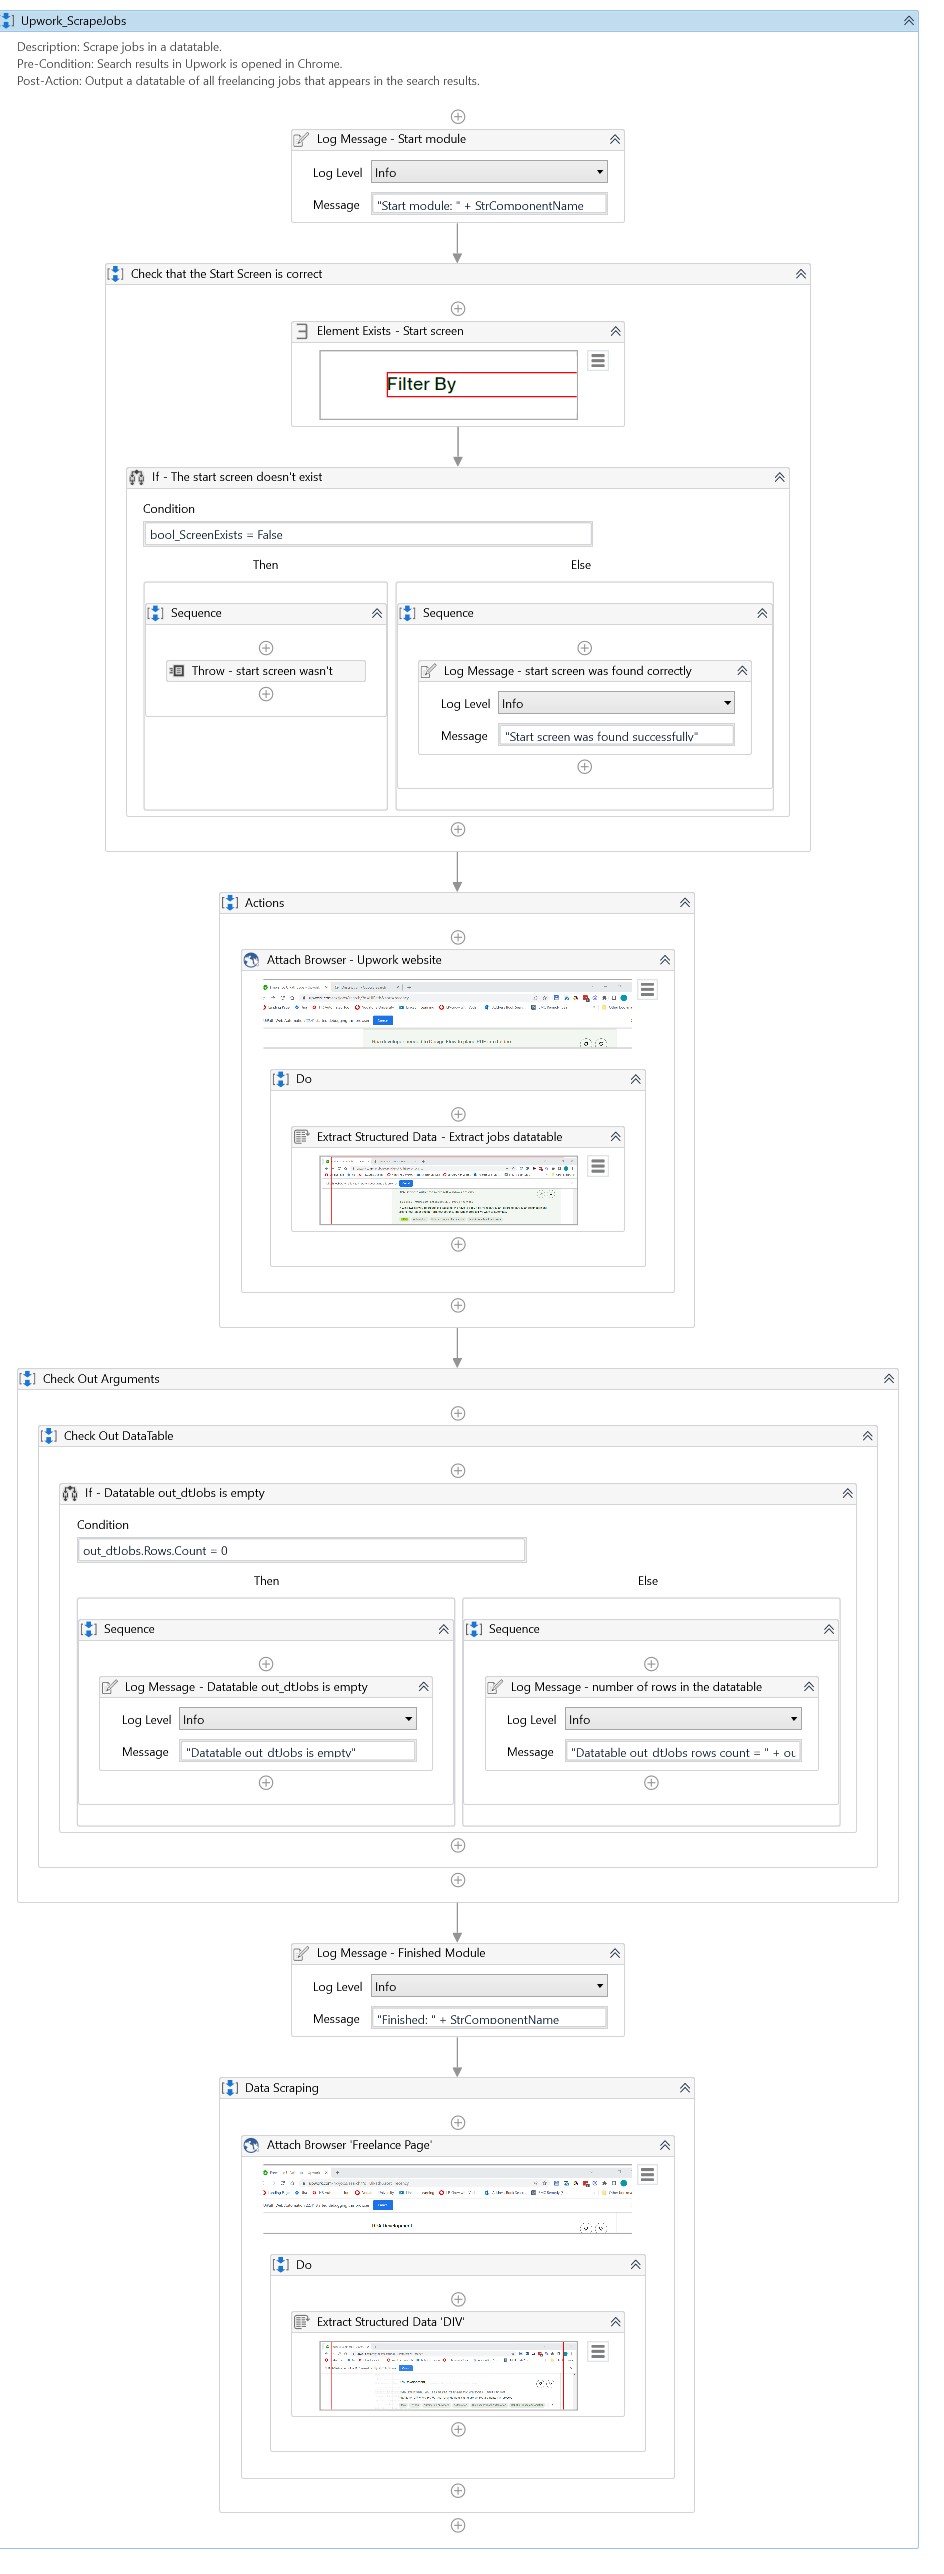 Upwork_ScrapeJobs
Description: Scrape jobs in a datatable.
Pre-Condition: Search results in Upwork is opened in Chrome.
Post-Action: Output a datatable of all freelancing jobs that appears in the search results.
Log Message - Start module
Log Level Info
Message "Start module: " + StrComponentName
Check that the Start Screen is correct
Element Exists - Start screen
Filter By
If - The start screen doesn't exist
Condition
bool_ScreenExists = False
Then Else
Sequence Sequence
Throw - start screen wasn't Log Message - start screen was found correctly
Log Level Info
Message "Start screen was found successfully"
Actions
Attach Browser - Upwork website
Do
Extract Structured Data - Extract jobs datatable
Check Out Arguments
Check Out DataTable
If - Datatable out_dtJobs is empty
Condition
out_dtJobs.Rows.Count = 0
Then Else
Sequence Sequence
Log Message - Datatable out_dtJobs is empty Log Message - number of rows in the datatable
Log Level Info Log Level Info
Message "Datatable out_dtJobs is empty" Message "Datatable out_dtJobs rows count = " + ou
Log Message - Finished Module
Log Level Info
Message "Finished: " + StrComponentName
Data Scraping
Attach Browser 'Freelance Page'
Do
Extract Structured Data 'DIV'